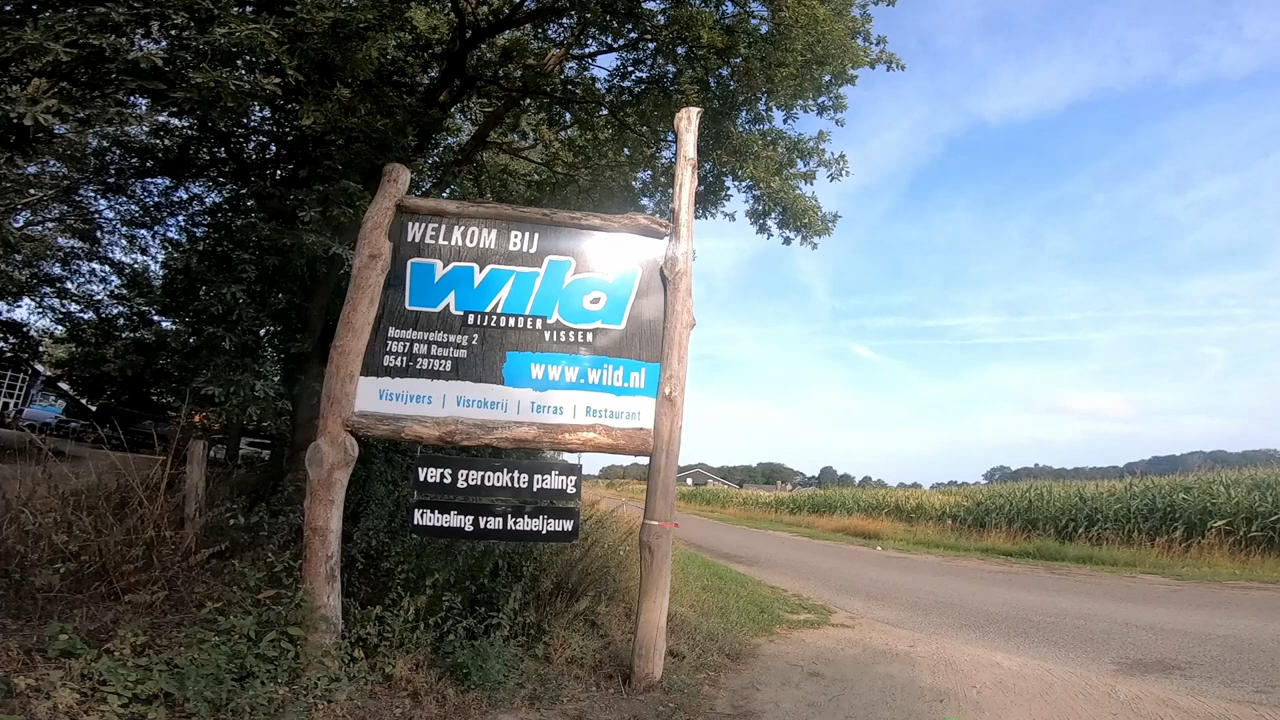 WELKOM BIJ
wild
BIJZONDER
VISSEN
Hondenveldsweg 2
7667 RM Reutum
0541 - 297928
www.wild.nl
Visvijvers | Visrokerij | Terras | Restaurant
vers gerookte paling
Kibbeling van kabeljauw